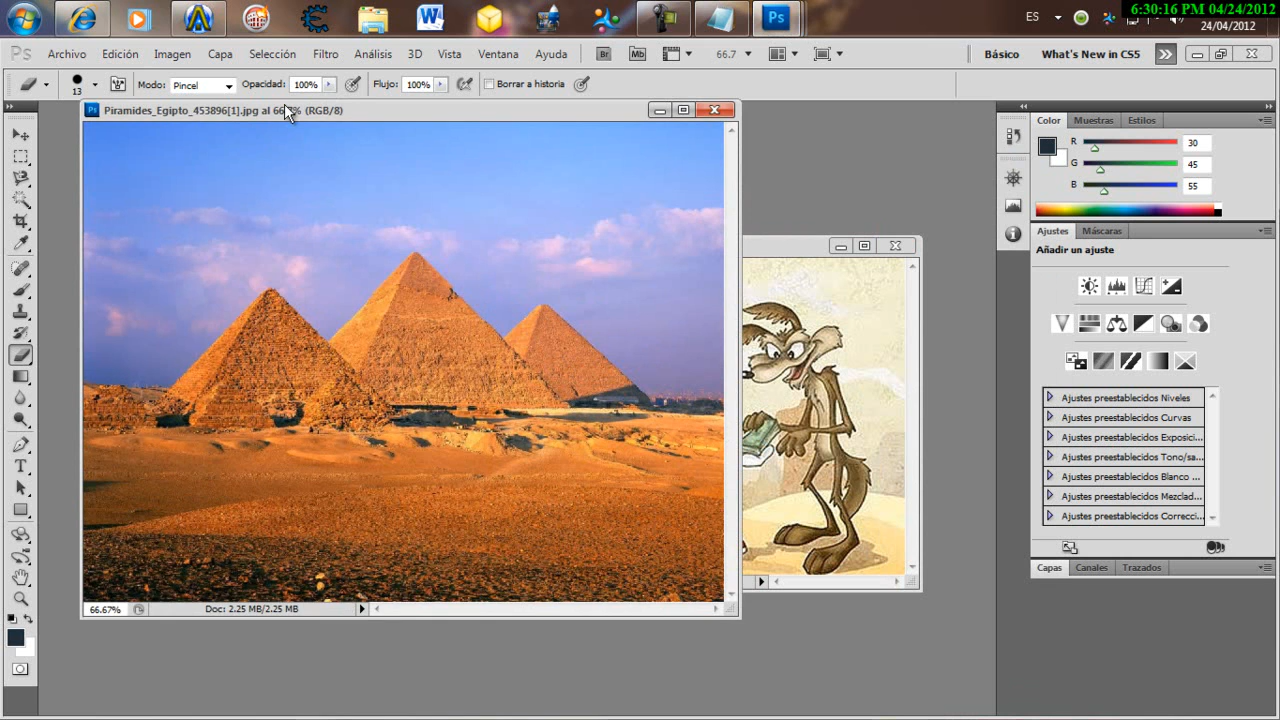 6:30:16 PM 04/24/2012
ES
24/04/2012
Ps Archivo Edición Imagen Capa Selección Filtro Análisis 3D Vista Ventana Ayuda Br Mb 66.7 Básico What's New in CS5
13 Modo: Pincel Opacidad: 100% Flujo: 100% Borrar a historia
Piramides_Egipto_453896[1].jpg al 66.7% (RGB/8)
Color Muestras Estilos
R 30
G 45
B 55
Ajustes Máscaras
Añadir un ajuste
Ajustes preestablecidos Niveles
Ajustes preestablecidos Curvas
Ajustes preestablecidos Exposici...
Ajustes preestablecidos Tono/sa...
Ajustes preestablecidos Blanco ...
Ajustes preestablecidos Mezclad...
Ajustes preestablecidos Correcci...
Capas Canales Trazados
66.67% Doc: 2.25 MB/2.25 MB